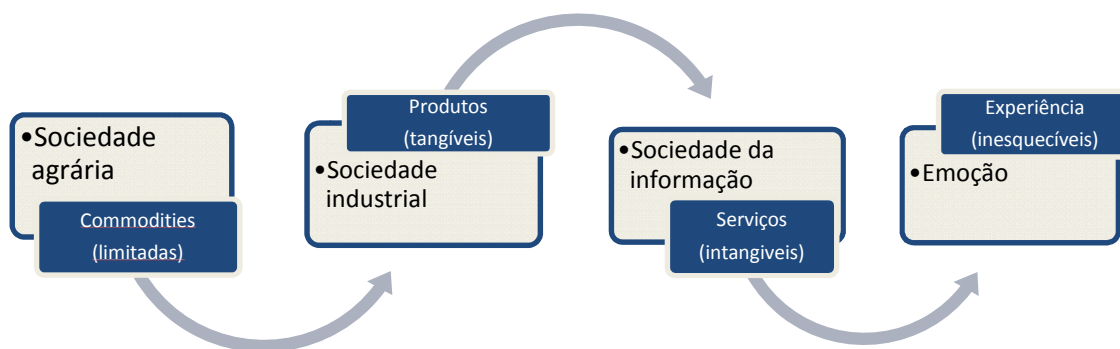 •Sociedade
agrária
Commodities
(limitadas)
Produtos
(tangíveis)
•Sociedade
industrial
•Sociedade da
informação
Serviços
(intangiveis)
Experiência
(inesquecíveis)
•Emoção